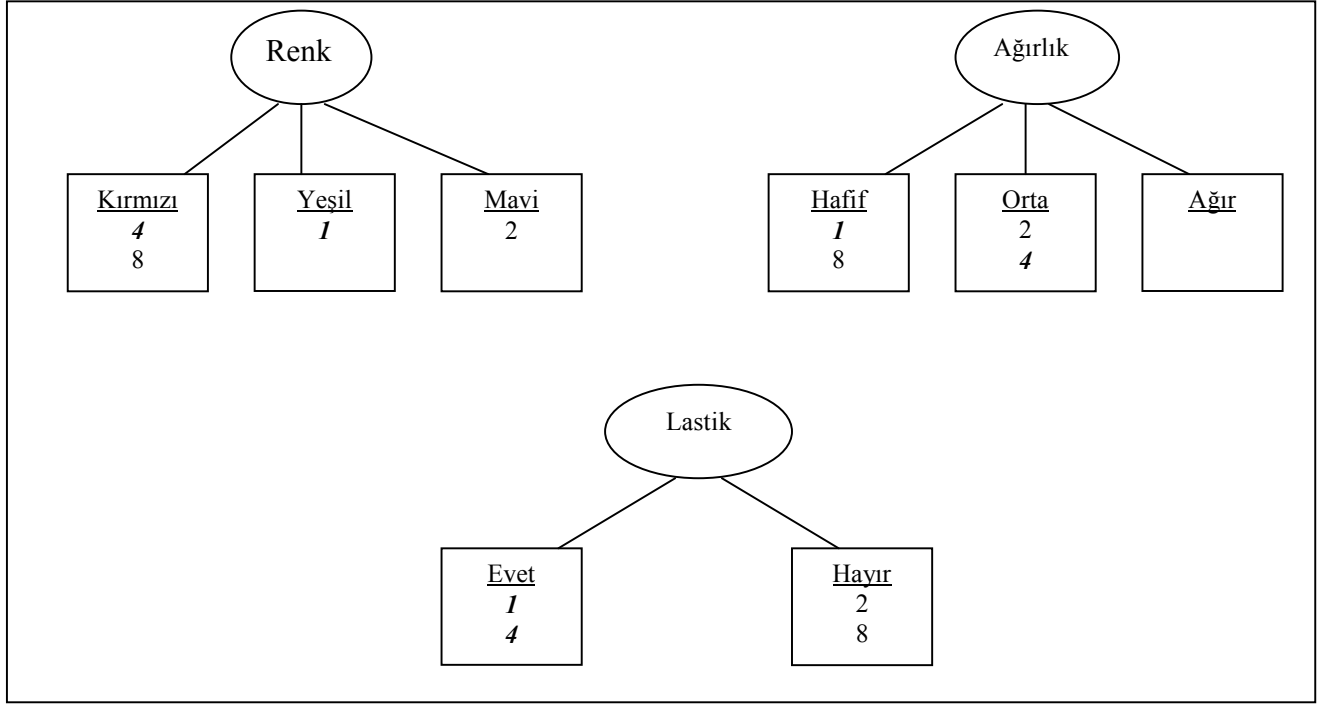 Renk
Kırmızı
4
8
Yeşil
1
Mavi
2
Ağırlık
Hafif
1
8
Orta
2
4
Ağır
Lastik
Evet
1
4
Hayır
2
8